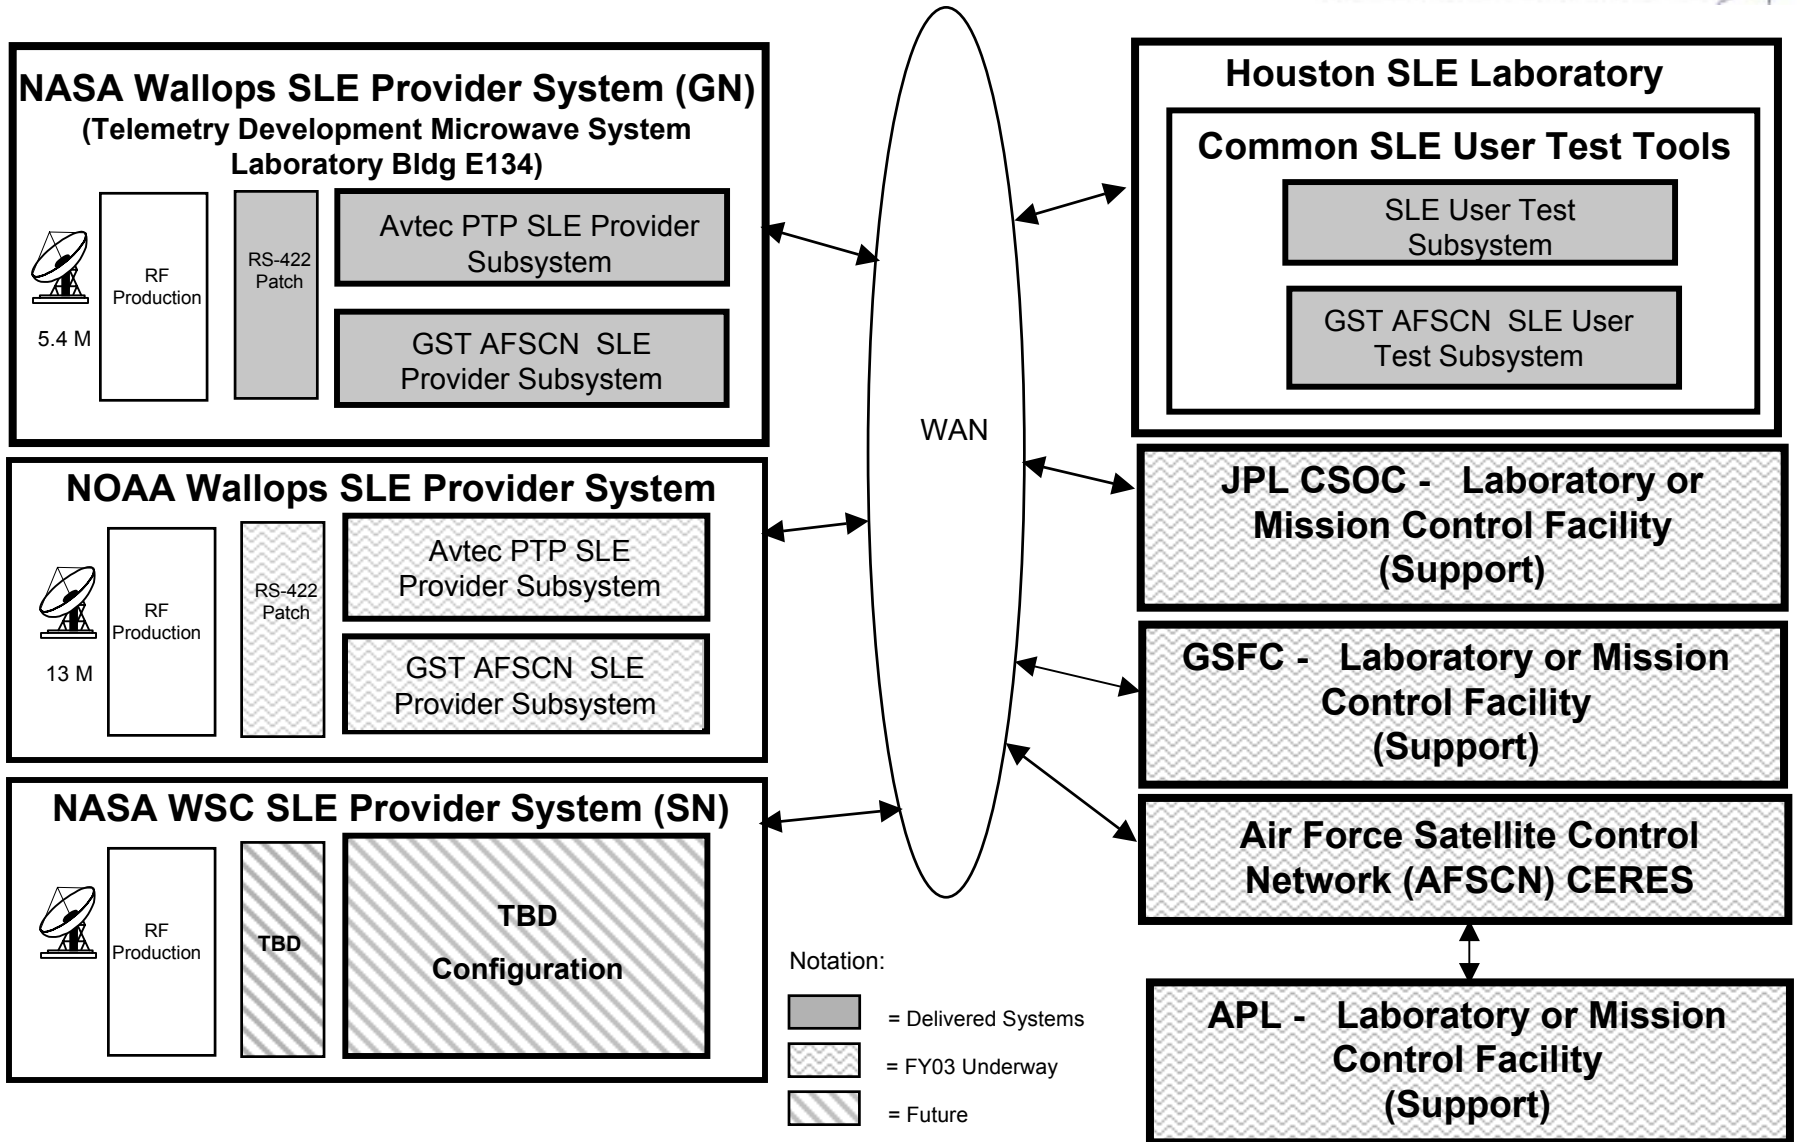 NASA Wallops SLE Provider System (GN)
(Telemetry Development Microwave System
Laboratory Bldg E134)
5.4 M
RF
Production
RS-422
Patch
Avtec PTP SLE Provider
Subsystem
GST AFSCN SLE
Provider Subsystem
NOAA Wallops SLE Provider System
13 M
RF
Production
RS-422
Patch
Avtec PTP SLE
Provider Subsystem
GST AFSCN SLE
Provider Subsystem
NASA WSC SLE Provider System (SN)
RF
Production
TBD
TBD
Configuration
WAN
Notation:
= Delivered Systems
= FY03 Underway
= Future
Houston SLE Laboratory
Common SLE User Test Tools
SLE User Test
Subsystem
GST AFSCN SLE User
Test Subsystem
JPL CSOC - Laboratory or
Mission Control Facility
(Support)
GSFC - Laboratory or Mission
Control Facility
(Support)
Air Force Satellite Control
Network (AFSCN) CERES
APL - Laboratory or Mission
Control Facility
(Support)